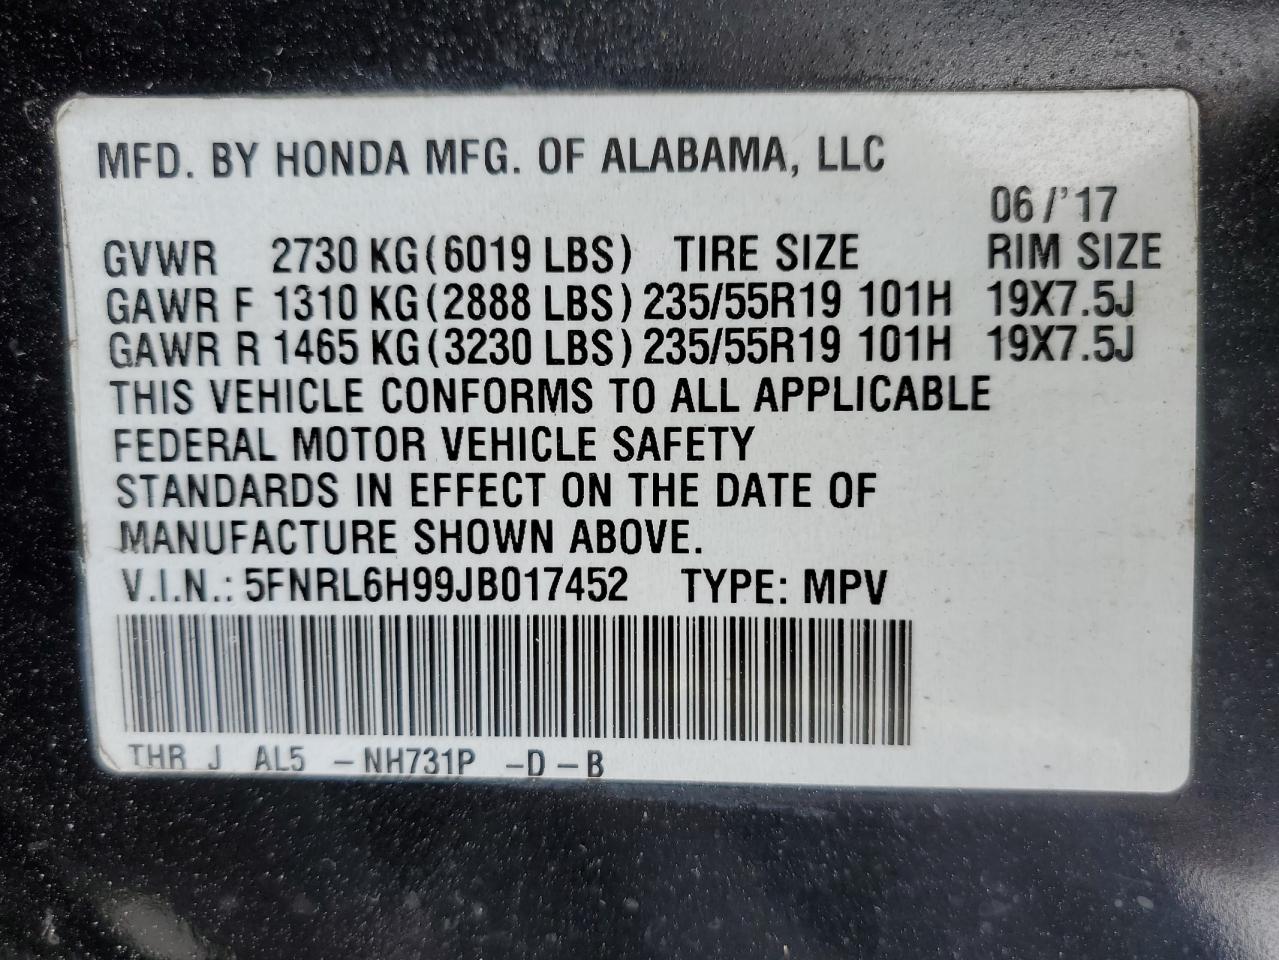 MFD. BY HONDA MFG. OF ALABAMA, LLC
06/'17
GVWR 2730 KG(6019 LBS) TIRE SIZE RIM SIZE
GAWR F 1310 KG(2888 LBS) 235/55R19 101H 19X7.5J
GAWR R 1465 KG(3230 LBS) 235/55R19 101H 19X7.5J
THIS VEHICLE CONFORMS TO ALL APPLICABLE
FEDERAL MOTOR VEHICLE SAFETY
STANDARDS IN EFFECT ON THE DATE OF
MANUFACTURE SHOWN ABOVE.
V.I.N.: 5FNRL6H99JB017452 TYPE: MPV
THR J AL5 -NH731P -D-B